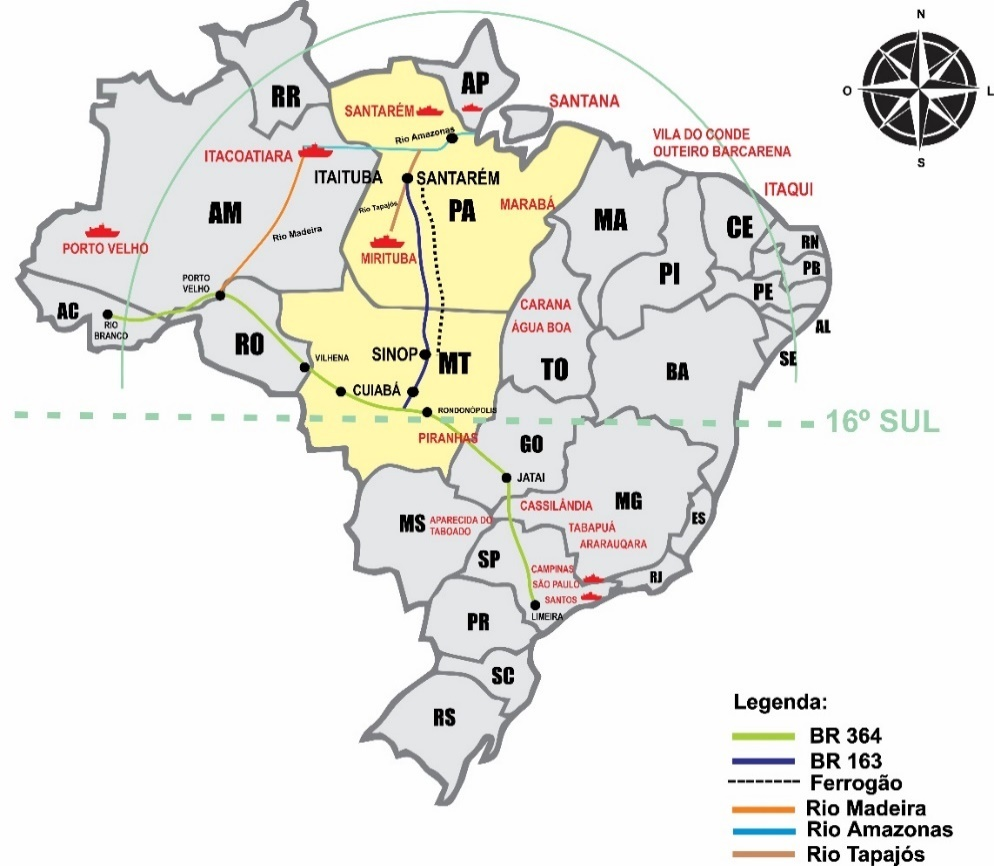 N
O
L
S
RR
AP
SANTARÉM
SANTANA
Rio Amazonas
VILA DO CONDE
OUTEIRO BARCARENA
ITACOATIARA
ITAITUBA
SANTARÉM
ITAQUI
AM
Rio Tapajós
PA
MARABÁ
MA
CE
RN
Rio Madeira
PORTO VELHO
MIRITUBA
PB
PI
PE
PORTO
VELHO
AC
RIO
BRANCO
CARANA
ÁGUA BOA
AL
RO
VILHENA
SINOP
MT
TO
BA
SE
CUIABÁ
RONDONÓPOLIS
16º SUL
PIRANHAS
GO
JATAI
MG
CASSILÂNDIA
ES
MS
APARECIDA DO
TABOADO
TABAPUÁ
ARARAUQARA
SP
CAMPINAS
SÃO PAULO
SANTOS
RJ
LIMEIRA
PR
SC
RS
Legenda:
BR 364
BR 163
Ferrogão
Rio Madeira
Rio Amazonas
Rio Tapajós